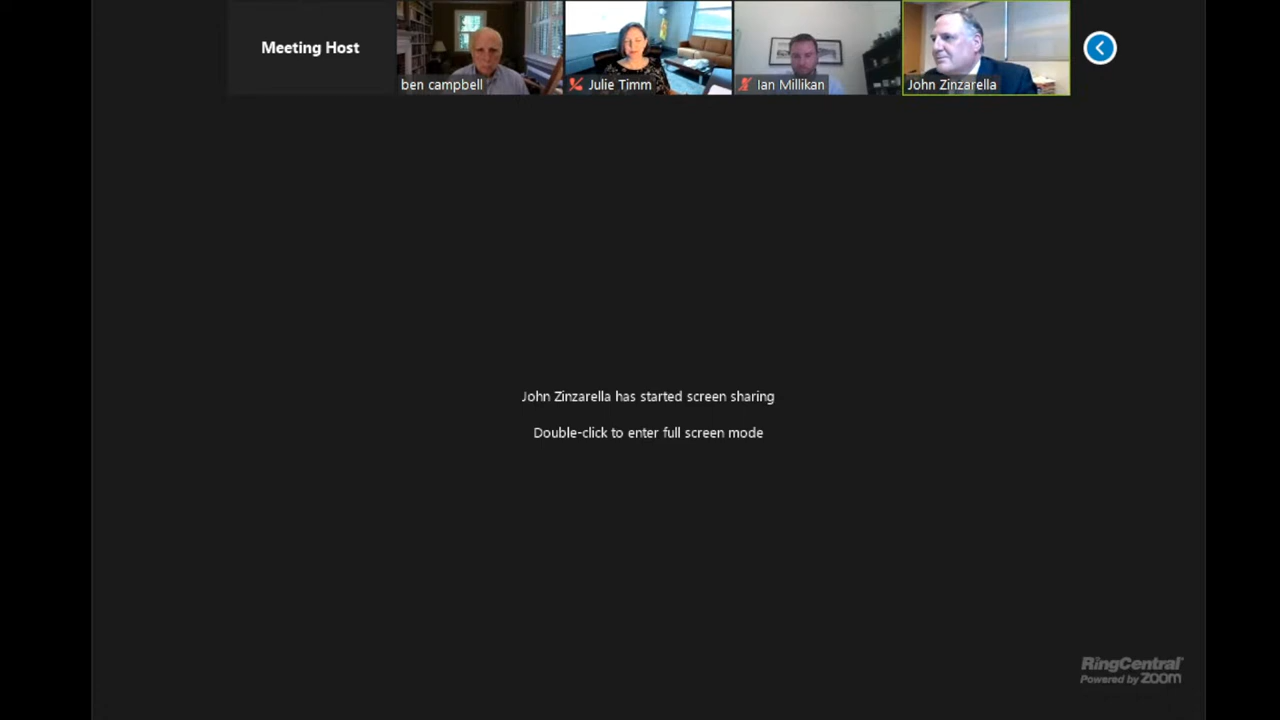 Meeting Host
ben campbell
Julie Timm
Ian Millikan
John Zinzarella
John Zinzarella has started screen sharing
Double-click to enter full screen mode
RingCentral
Powered by zoom